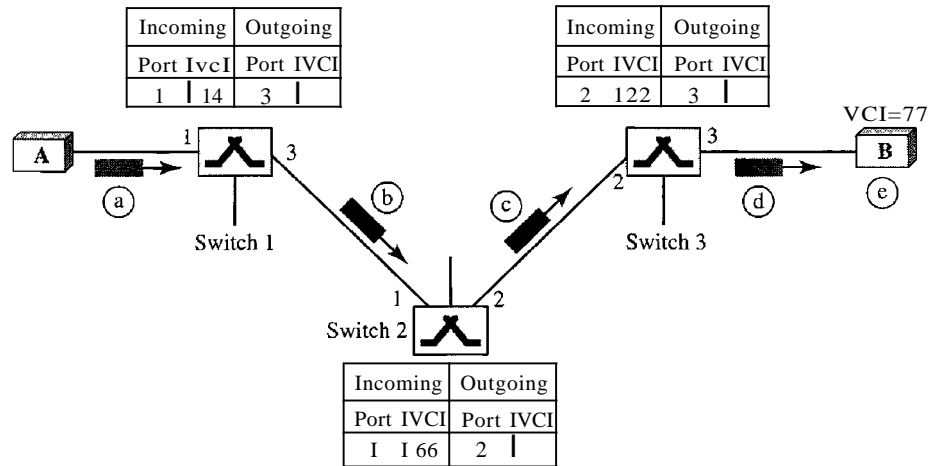 Incoming Outgoing
Port IvcI Port IVCI
1 | 14 3 |
Incoming Outgoing
Port IVCI Port IVCI
2 122 3 |
VCI=77
A
1
3
a
b
Switch 1
c
2
3
Switch 3
d
B
e
1
2
Switch 2
Incoming Outgoing
Port IVCI Port IVCI
I I 66 2 |